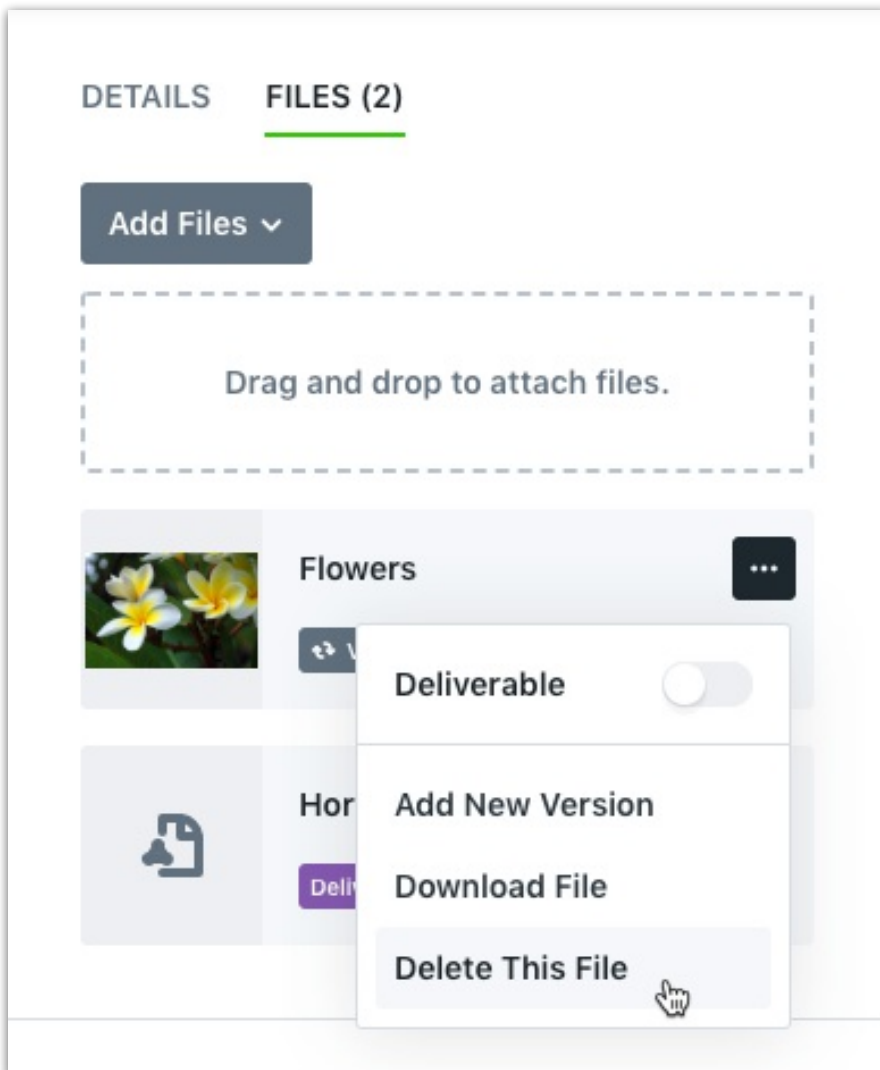 DETAILS FILES (2)
Add Files
Drag and drop to attach files.
Flowers
Deliverable
Add New Version
Download File
Delete This File